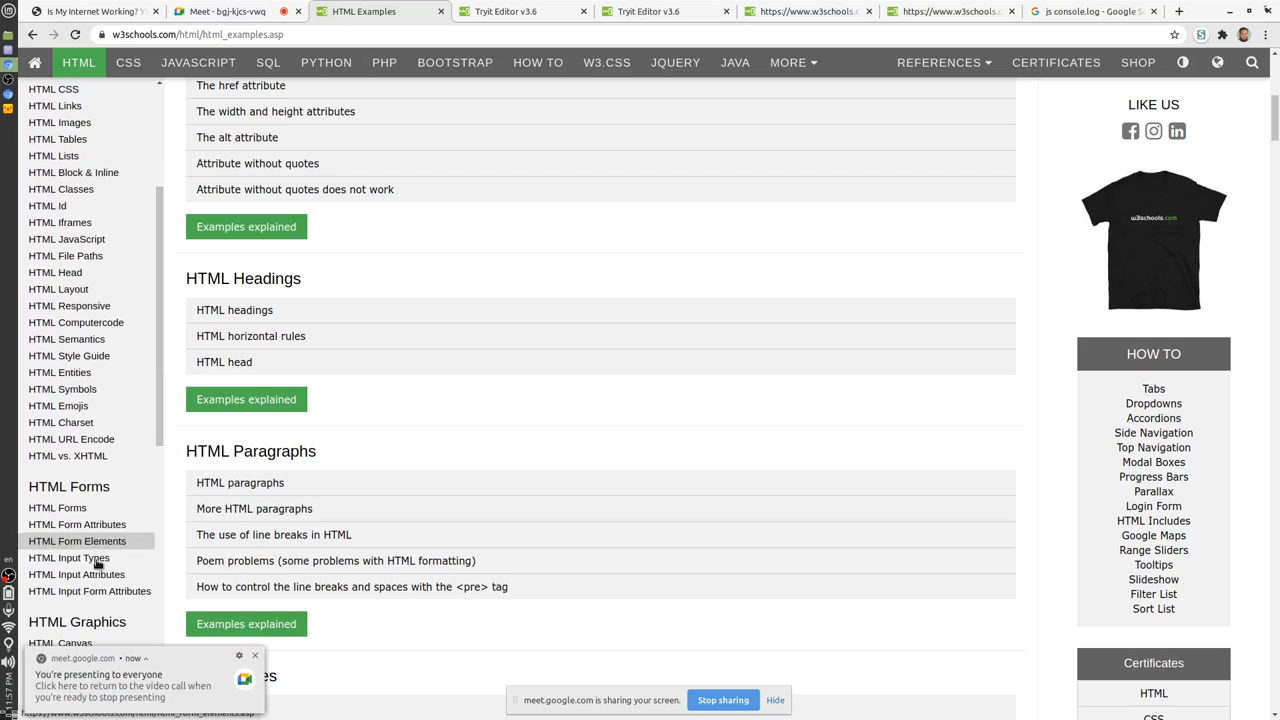 Is My Internet Working? Y
Meet - bgj-kjcs-vwq
HTML Examples
Tryit Editor v3.6
Tryit Editor v3.6
https://www.w3schools.c
https://www.w3schools.c
js console.log - Google S
w3schools.com/html/html_examples.asp
HTML
CSS
JAVASCRIPT
SQL
PYTHON
PHP
BOOTSTRAP
HOW TO
W3.CSS
JQUERY
JAVA
MORE
REFERENCES
CERTIFICATES
SHOP
HTML CSS
HTML Links
HTML Images
HTML Tables
HTML Lists
HTML Block & Inline
HTML Classes
HTML Id
HTML Iframes
HTML JavaScript
HTML File Paths
HTML Head
HTML Layout
HTML Responsive
HTML Computercode
HTML Semantics
HTML Style Guide
HTML Entities
HTML Symbols
HTML Emojis
HTML Charset
HTML URL Encode
HTML vs. XHTML
HTML Forms
HTML Forms
HTML Form Attributes
HTML Form Elements
HTML Input Types
HTML Input Attributes
HTML Input Form Attributes
HTML Graphics
HTML Canvas
The href attribute
The width and height attributes
The alt attribute
Attribute without quotes
Attribute without quotes does not work
Examples explained
HTML Headings
HTML headings
HTML horizontal rules
HTML head
Examples explained
HTML Paragraphs
HTML paragraphs
More HTML paragraphs
The use of line breaks in HTML
Poem problems (some problems with HTML formatting)
How to control the line breaks and spaces with the <pre> tag
Examples explained
es
LIKE US
w3schools.com
HOW TO
Tabs
Dropdowns
Accordions
Side Navigation
Top Navigation
Modal Boxes
Progress Bars
Parallax
Login Form
HTML Includes
Google Maps
Range Sliders
Tooltips
Slideshow
Filter List
Sort List
Certificates
HTML
CSS
meet.google.com • now
You're presenting to everyone
Click here to return to the video call when
you're ready to stop presenting
https://www.w3schools.com/html/html_form_elements.asp
meet.google.com is sharing your screen.
Stop sharing
Hide
en
11:57 PM